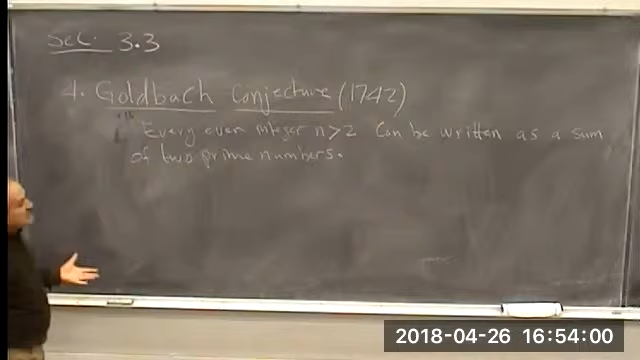 Sec. 3.3
4. Goldbach Conjecture (1742)
Every even integer n > 2 Can be written as a sum
of two prime numbers.
2018-04-26 16:54:00